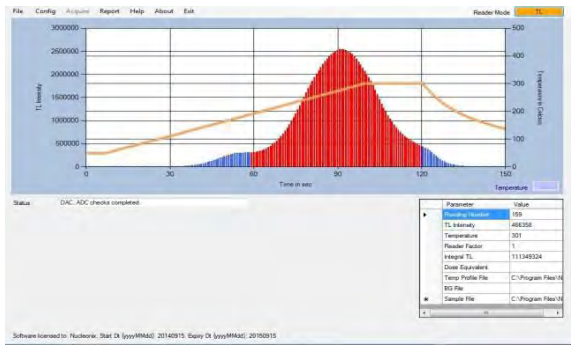 File Config Acquire Report Help About Exit Reader Mode TL
3000000 500
2500000
2000000 400
1500000 300
1000000 200
500000 100
0 0
TL Intensity
Temperature in Celcius
0 30 60 90 120 150
Time in sec
Temperature
Status DAC, ADC checks completed.
Parameter Value
Reading Number 159
TL Intensity 466358
Temperature 301
Reader Factor 1
Integral TL 111349324
Dose Equivalent
Temp Profile File C:\Program Files\N
BG File
Sample File C:\Program Files\N
Software licensed to: Nucleonix. Start Dt [yyyyMMdd]: 20140915. Expiry Dt [yyyyMMdd]: 20150915